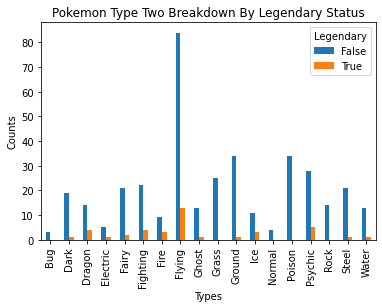 Pokemon Type Two Breakdown By Legendary Status
Legendary
False
True
Counts
80
70
60
50
40
30
20
10
0
Bug
Dark
Dragon
Electric
Fairy
Fighting
Fire
Flying
Ghost
Grass
Ground
Ice
Normal
Poison
Psychic
Rock
Steel
Water
Types